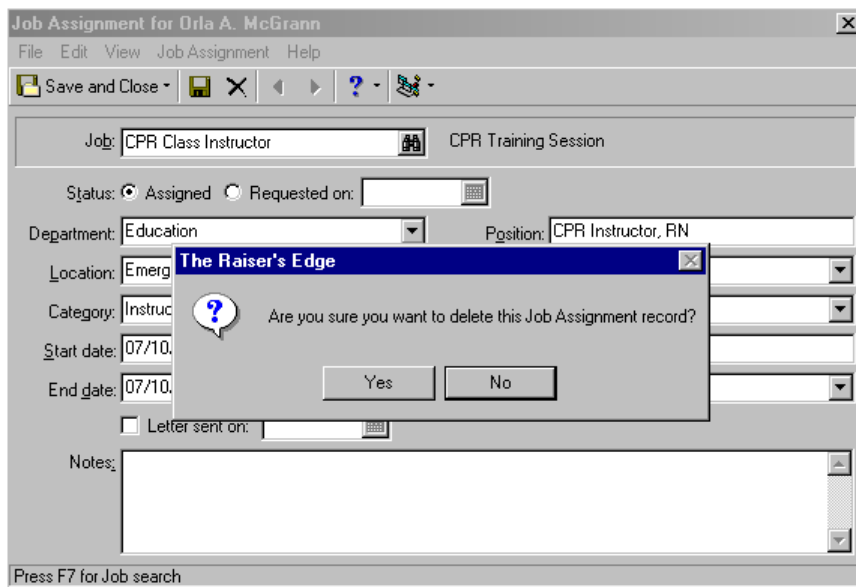 Job Assignment for Orla A. McGrann
File Edit View Job Assignment Help
Save and Close
Job: CPR Class Instructor CPR Training Session
Status: Assigned Requested on:
Department: Education Position: CPR Instructor, RN
The Raiser's Edge
Location: Emerg
Are you sure you want to delete this Job Assignment record?
Category: Instruc
Start date: 07/10
Yes No
End date: 07/10
Letter sent on:
Notes:
Press F7 for Job search